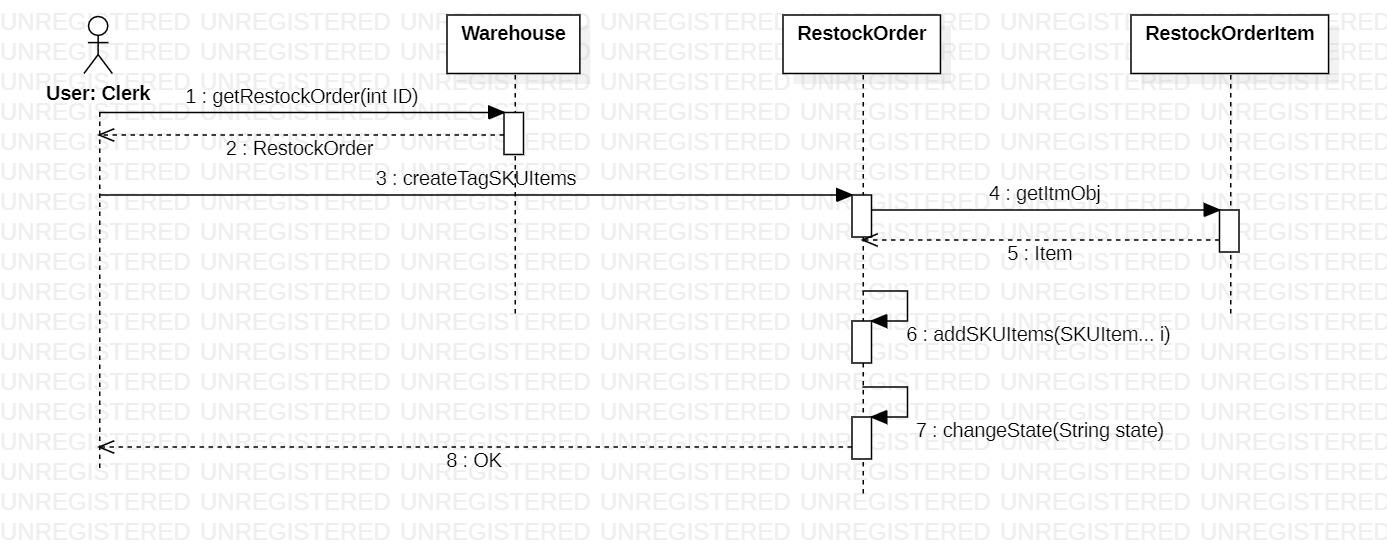 Warehouse
RestockOrder
RestockOrderItem
User: Clerk
1 : getRestockOrder(int ID)
2 : RestockOrder
3 : createTagSKUItems
4 : getItmObj
5 : Item
6 : addSKUItems(SKUItem... i)
7 : changeState(String state)
8 : OK
UNREGISTERED UNREGISTERED UNREGISTERED UNREGISTERED UNREGISTERED UNREGISTERED UNREGISTERED